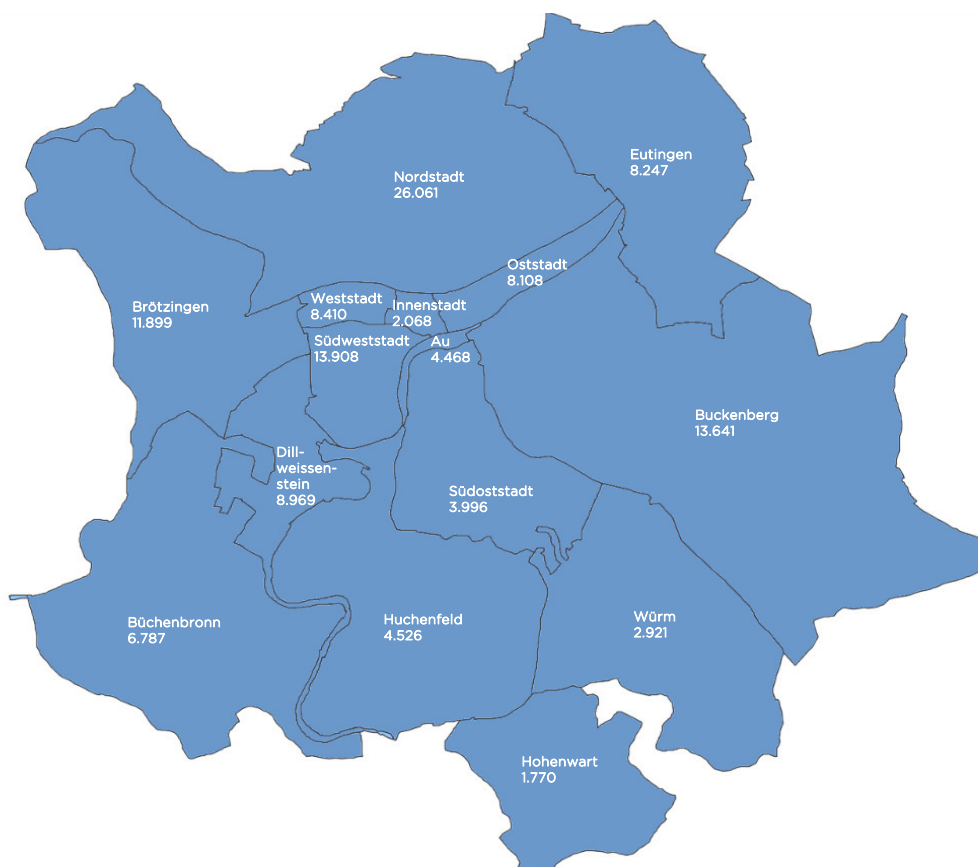 Nordstadt
26.061
Eutingen
8.247
Oststadt
8.108
Brötzingen
11.899
Weststadt
8.410
Innenstadt
2.068
Südweststadt
13.908
Au
4.468
Buckenberg
13.641
Dill-
weissen-
stein
8.969
Südoststadt
3.996
Büchenbronn
6.787
Huchenfeld
4.526
Würm
2.921
Hohenwart
1.770